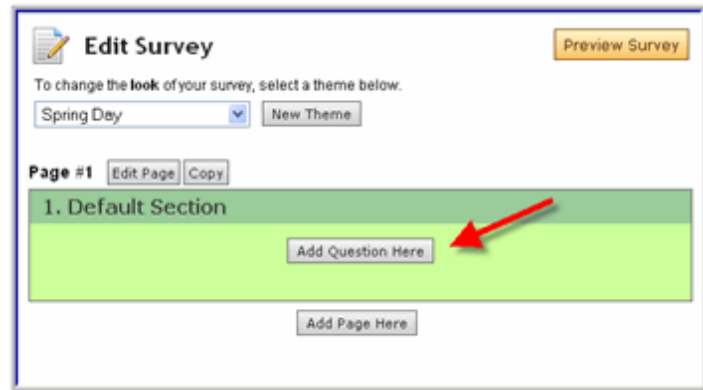 Edit Survey
Preview Survey
To change the look of your survey, select a theme below.
Spring Day
New Theme
Page #1 Edit Page Copy
1. Default Section
Add Question Here
Add Page Here